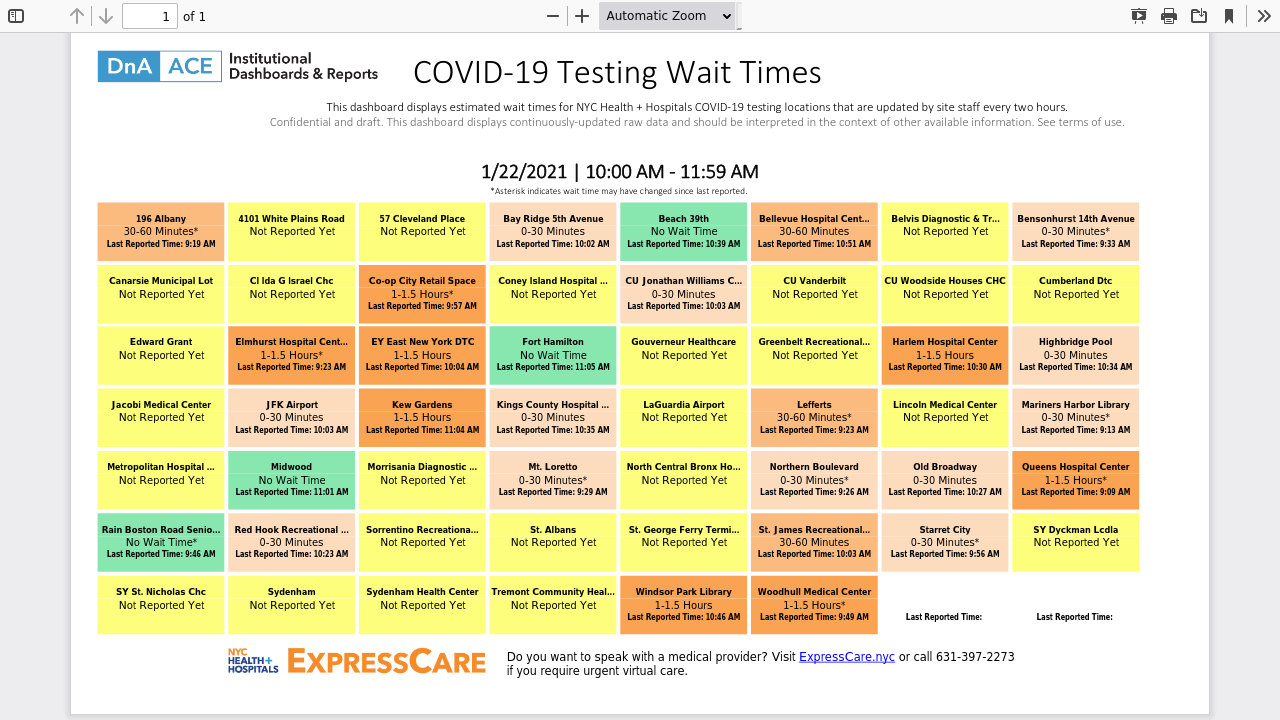 1 of 1 Automatic Zoom
DnA ACE Institutional Dashboards & Reports
COVID-19 Testing Wait Times
This dashboard displays estimated wait times for NYC Health + Hospitals COVID-19 testing locations that are updated by site staff every two hours.
Confidential and draft. This dashboard displays continuously-updated raw data and should be interpreted in the context of other available information. See terms of use.
1/22/2021 | 10:00 AM - 11:59 AM
*Asterisk indicates wait time may have changed since last reported.
196 Albany
30-60 Minutes*
Last Reported Time: 9:19 AM
4101 White Plains Road
Not Reported Yet
57 Cleveland Place
Not Reported Yet
Bay Ridge 5th Avenue
0-30 Minutes
Last Reported Time: 10:02 AM
Beach 39th
No Wait Time
Last Reported Time: 10:39 AM
Bellevue Hospital Cent...
30-60 Minutes
Last Reported Time: 10:51 AM
Belvis Diagnostic & Tr...
Not Reported Yet
Bensonhurst 14th Avenue
0-30 Minutes*
Last Reported Time: 9:33 AM
Canarsie Municipal Lot
Not Reported Yet
CI Ida G Israel Chc
Not Reported Yet
Co-op City Retail Space
1-1.5 Hours*
Last Reported Time: 9:57 AM
Coney Island Hospital ...
Not Reported Yet
CU Jonathan Williams C...
0-30 Minutes
Last Reported Time: 10:03 AM
CU Vanderbilt
Not Reported Yet
CU Woodside Houses CHC
Not Reported Yet
Cumberland Dtc
Not Reported Yet
Edward Grant
Not Reported Yet
Elmhurst Hospital Cent...
1-1.5 Hours*
Last Reported Time: 9:23 AM
EY East New York DTC
1-1.5 Hours
Last Reported Time: 10:04 AM
Fort Hamilton
No Wait Time
Last Reported Time: 11:05 AM
Gouverneur Healthcare
Not Reported Yet
Greenbelt Recreational...
Not Reported Yet
Harlem Hospital Center
1-1.5 Hours
Last Reported Time: 10:30 AM
Highbridge Pool
0-30 Minutes
Last Reported Time: 10:34 AM
Jacobi Medical Center
Not Reported Yet
JFK Airport
0-30 Minutes
Last Reported Time: 10:03 AM
Kew Gardens
1-1.5 Hours
Last Reported Time: 11:04 AM
Kings County Hospital ...
0-30 Minutes
Last Reported Time: 10:35 AM
LaGuardia Airport
Not Reported Yet
Lefferts
30-60 Minutes*
Last Reported Time: 9:23 AM
Lincoln Medical Center
Not Reported Yet
Mariners Harbor Library
0-30 Minutes*
Last Reported Time: 9:13 AM
Metropolitan Hospital ...
Not Reported Yet
Midwood
No Wait Time
Last Reported Time: 11:01 AM
Morrisania Diagnostic ...
Not Reported Yet
Mt. Loretto
0-30 Minutes*
Last Reported Time: 9:29 AM
North Central Bronx Ho...
Not Reported Yet
Northern Boulevard
0-30 Minutes*
Last Reported Time: 9:26 AM
Old Broadway
0-30 Minutes
Last Reported Time: 10:27 AM
Queens Hospital Center
1-1.5 Hours*
Last Reported Time: 9:09 AM
Rain Boston Road Senio...
No Wait Time*
Last Reported Time: 9:46 AM
Red Hook Recreational ...
0-30 Minutes
Last Reported Time: 10:23 AM
Sorrentino Recreationa...
Not Reported Yet
St. Albans
Not Reported Yet
St. George Ferry Termi...
Not Reported Yet
St. James Recreational...
30-60 Minutes
Last Reported Time: 10:03 AM
Starret City
0-30 Minutes*
Last Reported Time: 9:56 AM
SY Dyckman Lcdla
Not Reported Yet
SY St. Nicholas Chc
Not Reported Yet
Sydenham
Not Reported Yet
Sydenham Health Center
Not Reported Yet
Tremont Community Heal...
Not Reported Yet
Windsor Park Library
1-1.5 Hours
Last Reported Time: 10:46 AM
Woodhull Medical Center
1-1.5 Hours*
Last Reported Time: 9:49 AM
Last Reported Time:
Last Reported Time:
NYC
HEALTH+
HOSPITALS
EXPRESSCARE
Do you want to speak with a medical provider? Visit ExpressCare.nyc or call 631-397-2273
if you require urgent virtual care.